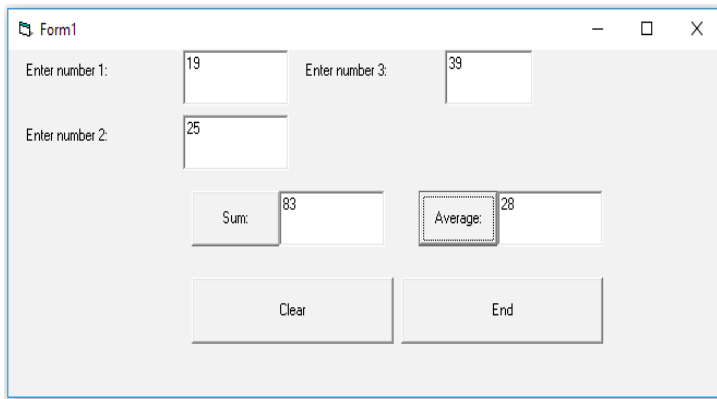 Form1
Enter number 1: 19 Enter number 3: 39
Enter number 2: 25
Sum: 83 Average: 28
Clear End